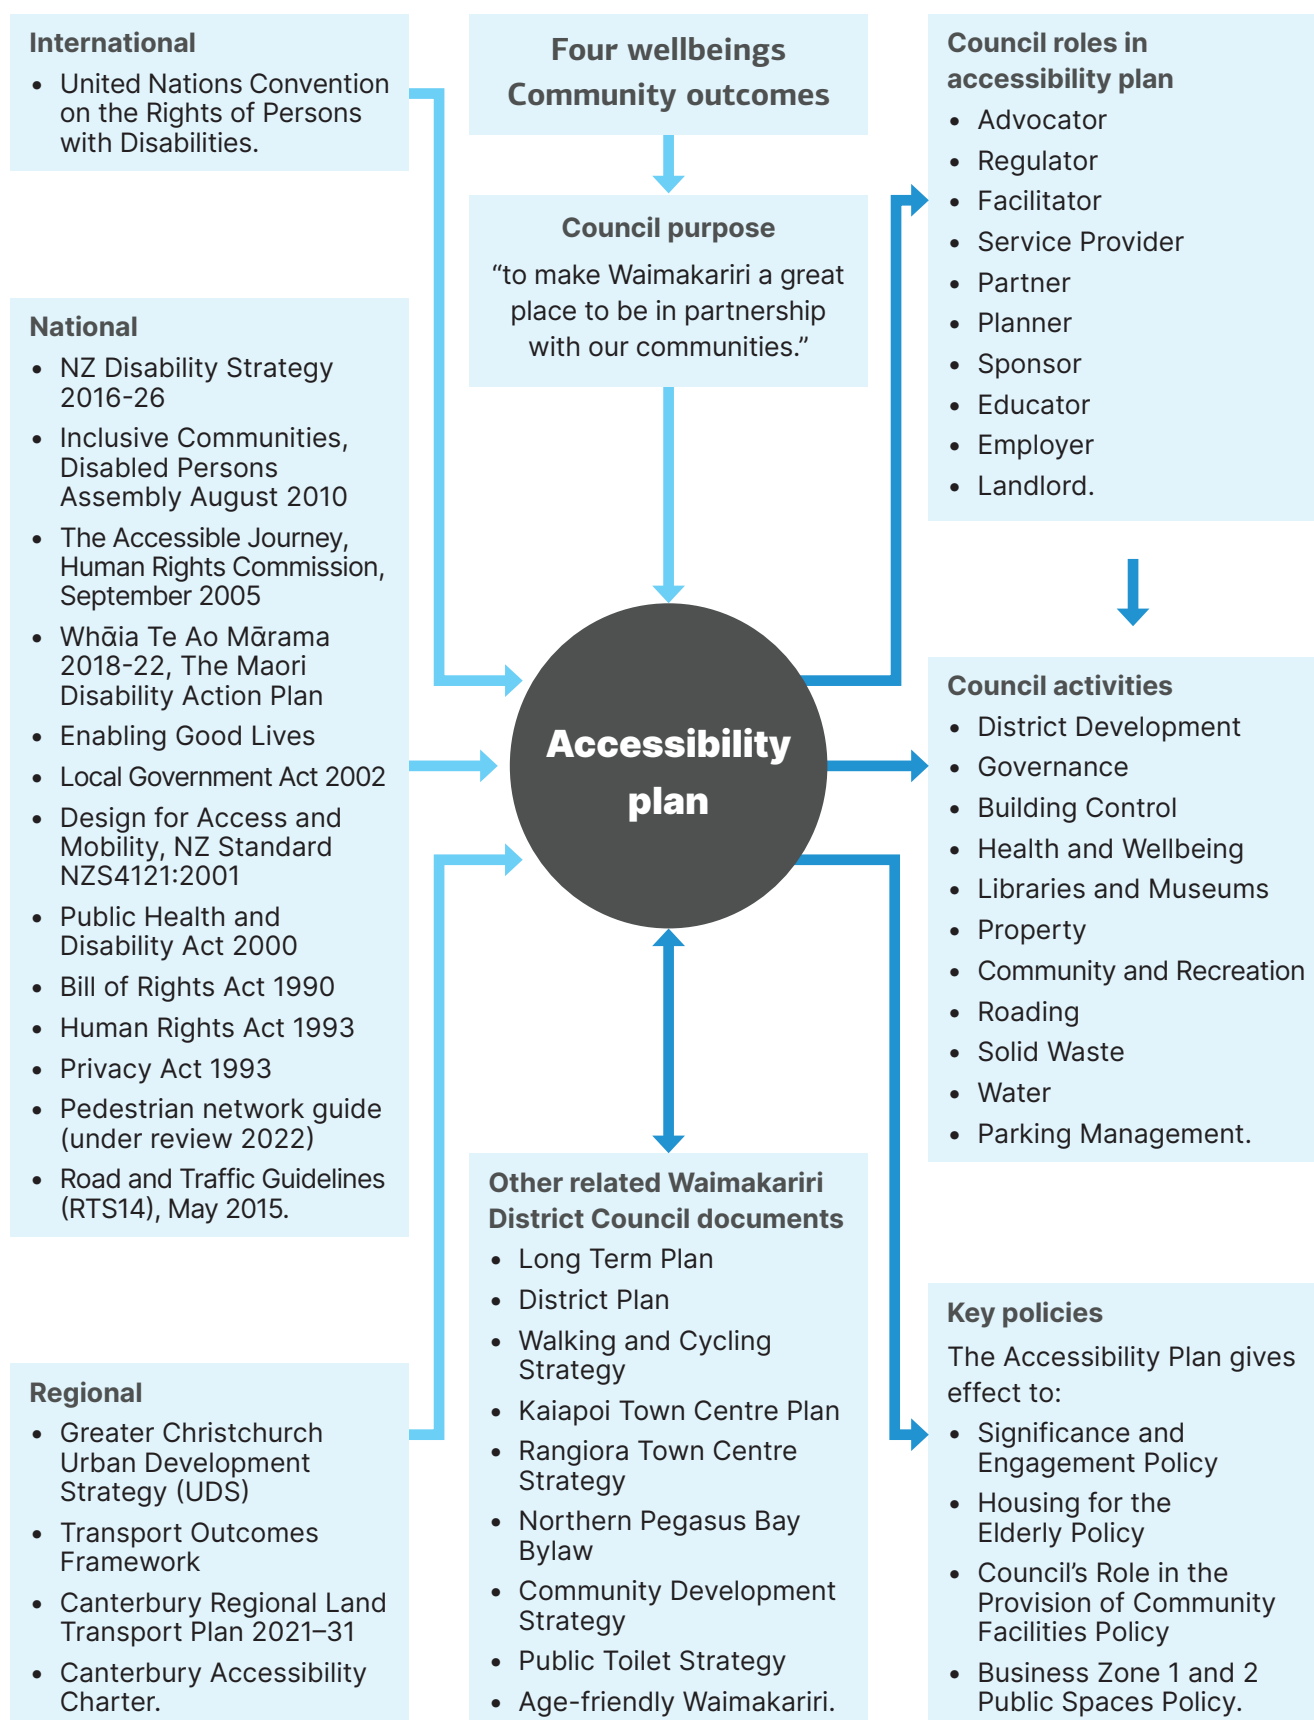 International
• United Nations Convention
on the Rights of Persons
with Disabilities.
National
• NZ Disability Strategy
2016-26
• Inclusive Communities,
Disabled Persons
Assembly August 2010
• The Accessible Journey,
Human Rights Commission,
September 2005
• Whāia Te Ao Mārama
2018-22, The Maori
Disability Action Plan
• Enabling Good Lives
• Local Government Act 2002
• Design for Access and
Mobility, NZ Standard
NZS4121:2001
• Public Health and
Disability Act 2000
• Bill of Rights Act 1990
• Human Rights Act 1993
• Privacy Act 1993
• Pedestrian network guide
(under review 2022)
• Road and Traffic Guidelines
(RTS14), May 2015.
Regional
• Greater Christchurch
Urban Development
Strategy (UDS)
• Transport Outcomes
Framework
• Canterbury Regional Land
Transport Plan 2021–31
• Canterbury Accessibility
Charter.
Four wellbeings
Community outcomes
Council purpose
“to make Waimakariri a great
place to be in partnership
with our communities.”
Accessibility
plan
Other related Waimakariri
District Council documents
• Long Term Plan
• District Plan
• Walking and Cycling
Strategy
• Kaiapoi Town Centre Plan
• Rangiora Town Centre
Strategy
• Northern Pegasus Bay
Bylaw
• Community Development
Strategy
• Public Toilet Strategy
• Age-friendly Waimakariri.
Council roles in
accessibility plan
• Advocator
• Regulator
• Facilitator
• Service Provider
• Partner
• Planner
• Sponsor
• Educator
• Employer
• Landlord.
Council activities
• District Development
• Governance
• Building Control
• Health and Wellbeing
• Libraries and Museums
• Property
• Community and Recreation
• Roading
• Solid Waste
• Water
• Parking Management.
Key policies
The Accessibility Plan gives
effect to:
• Significance and
Engagement Policy
• Housing for the
Elderly Policy
• Council’s Role in the
Provision of Community
Facilities Policy
• Business Zone 1 and 2
Public Spaces Policy.